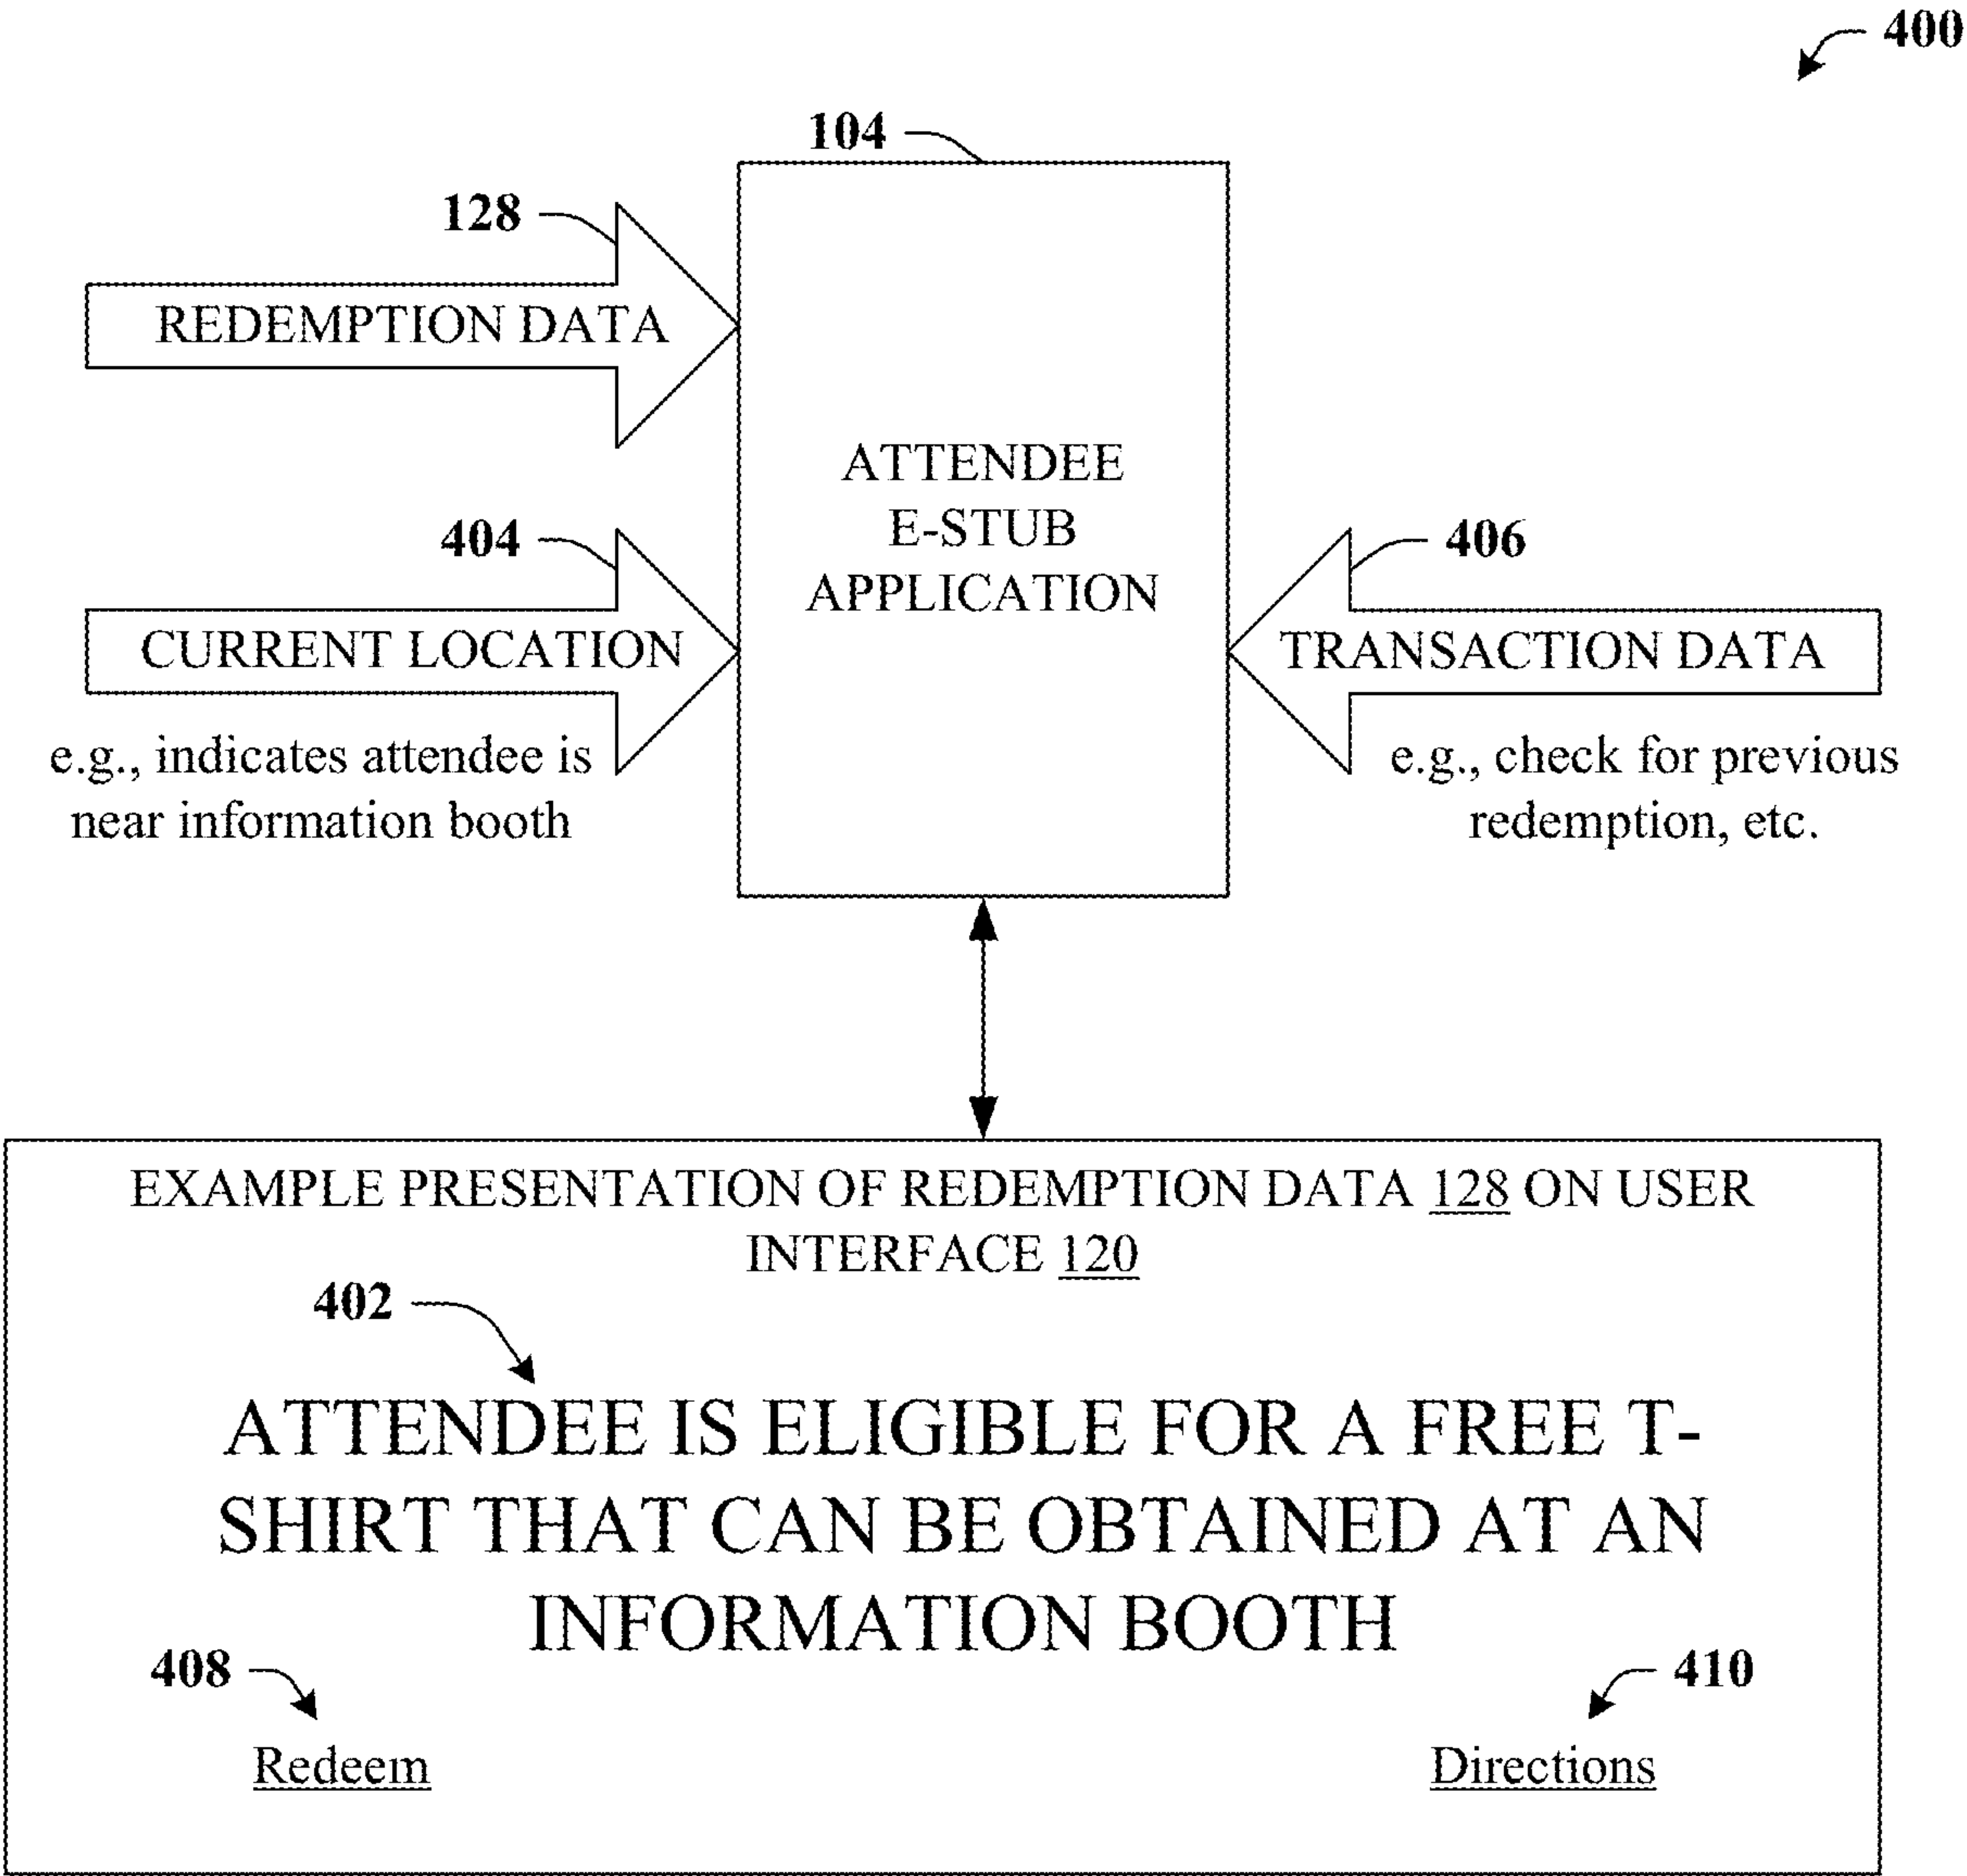 400
104
128
REDEMPTION DATA
ATTENDEE
E-STUB
APPLICATION
404
406
CURRENT LOCATION
TRANSACTION DATA
e.g., indicates attendee is
near information booth
e.g., check for previous
redemption, etc.
EXAMPLE PRESENTATION OF REDEMPTION DATA 128 ON USER
INTERFACE 120
402
ATTENDEE IS ELIGIBLE FOR A FREE T-
SHIRT THAT CAN BE OBTAINED AT AN
INFORMATION BOOTH
408
410
Redeem
Directions